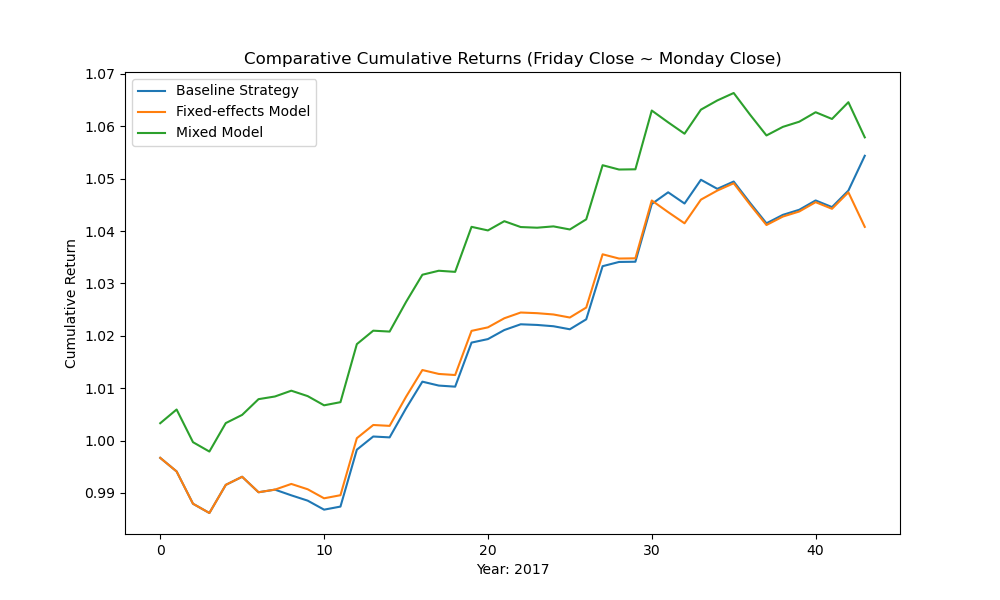 Comparative Cumulative Returns (Friday Close ~ Monday Close)
Baseline Strategy
Fixed-effects Model
Mixed Model
Cumulative Return
1.07
1.06
1.05
1.04
1.03
1.02
1.01
1.00
0.99
0 10 20 30 40
Year: 2017